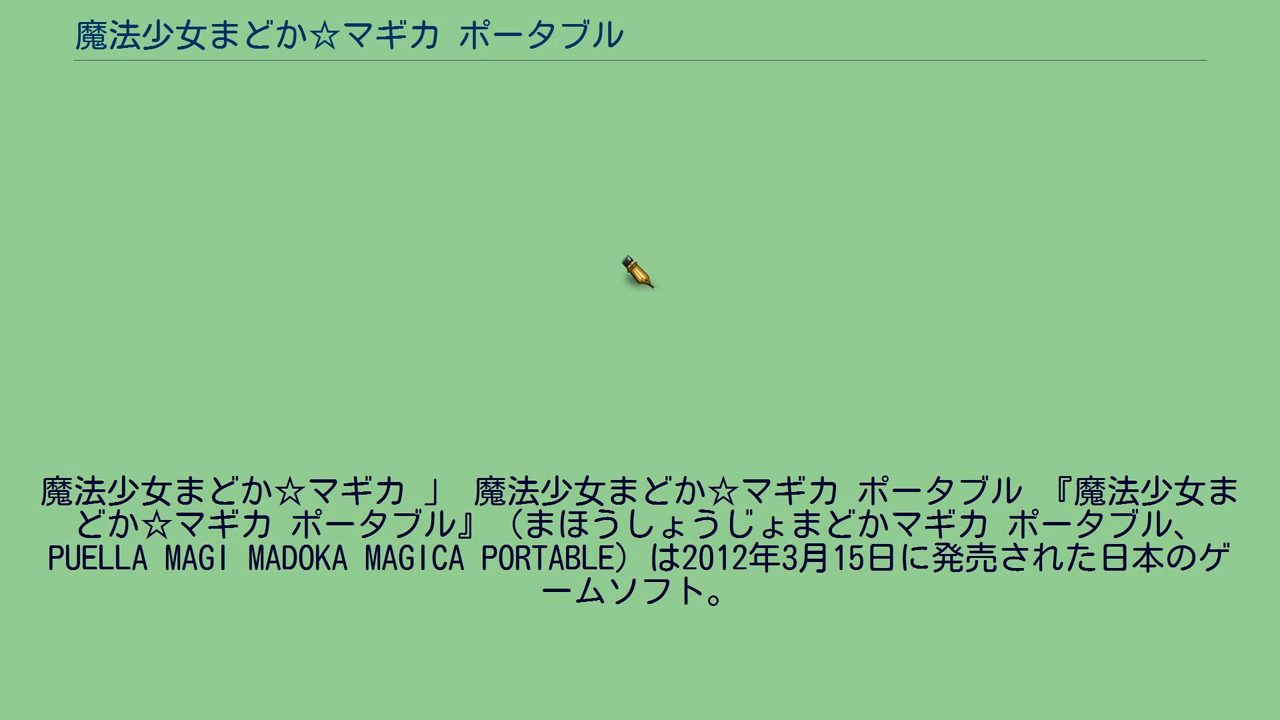 魔法少女まどか☆マギカ ポータブル
魔法少女まどか☆マギカ 」 魔法少女まどか☆マギカ ポータブル 『魔法少女ま
どか☆マギカ ポータブル』（まほうしょうじょまどかマギカ ポータブル、
PUELLA MAGI MADOKA MAGICA PORTABLE）は2012年3月15日に発売された日本のゲ
ームソフト。